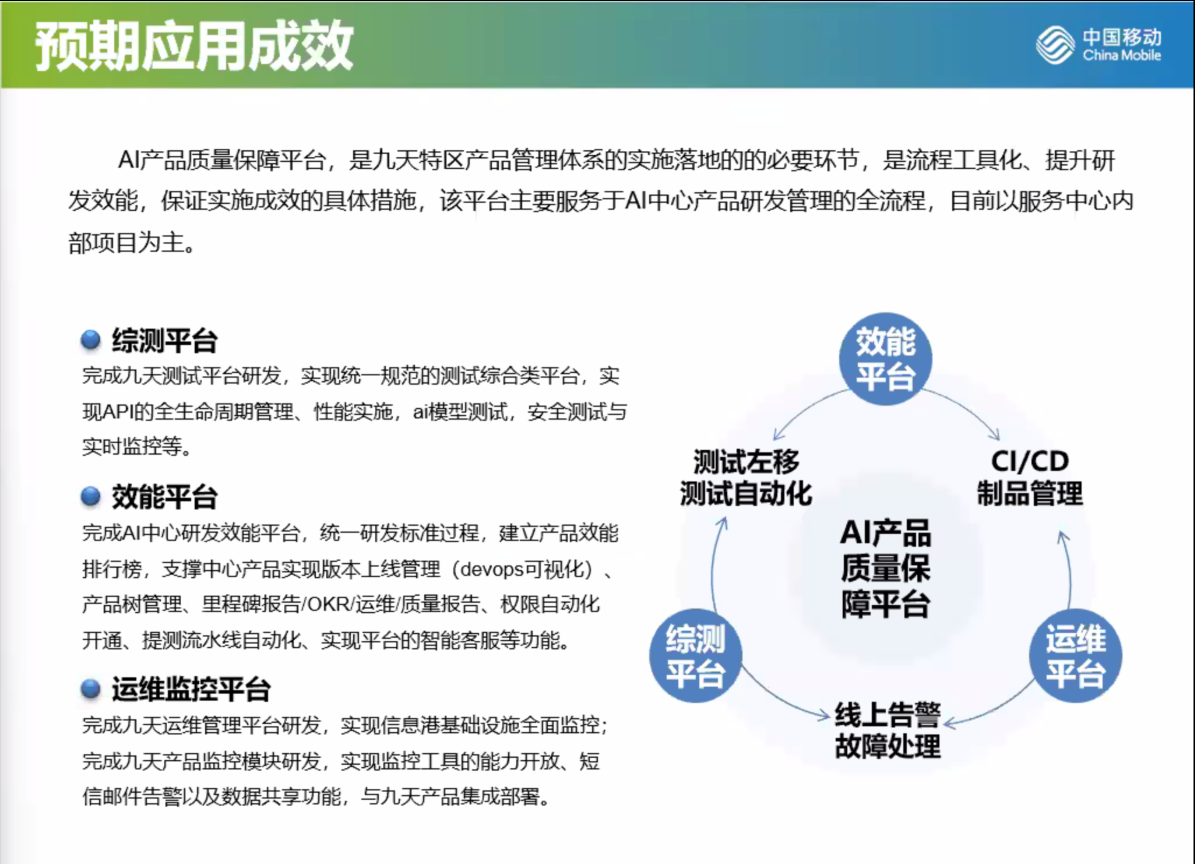 预期应用成效
中国移动
China Mobile
AI产品质量保障平台，是九天特区产品管理体系的实施落地的的必要环节，是流程工具化、提升研
发效能，保证实施成效的具体措施，该平台主要服务于AI中心产品研发管理的全流程，目前以服务中心内
部项目为主。
综测平台
完成九天测试平台研发，实现统一规范的测试综合类平台，实
现API的全生命周期管理、性能实施，ai模型测试，安全测试与
实时监控等。
效能平台
完成AI中心研发效能平台，统一研发标准过程，建立产品效能
排行榜，支撑中心产品实现版本上线管理（devops可视化）、
产品树管理、里程碑报告/OKR/运维/质量报告、权限自动化
开通、提测流水线自动化、实现平台的智能客服等功能。
运维监控平台
完成九天运维管理平台研发，实现信息港基础设施全面监控；
完成九天产品监控模块研发，实现监控工具的能力开放、短
信邮件告警以及数据共享功能，与九天产品集成部署。
效能
平台
测试左移
测试自动化
CI/CD
制品管理
AI产品
质量保
障平台
综测
平台
运维
平台
线上告警
故障处理